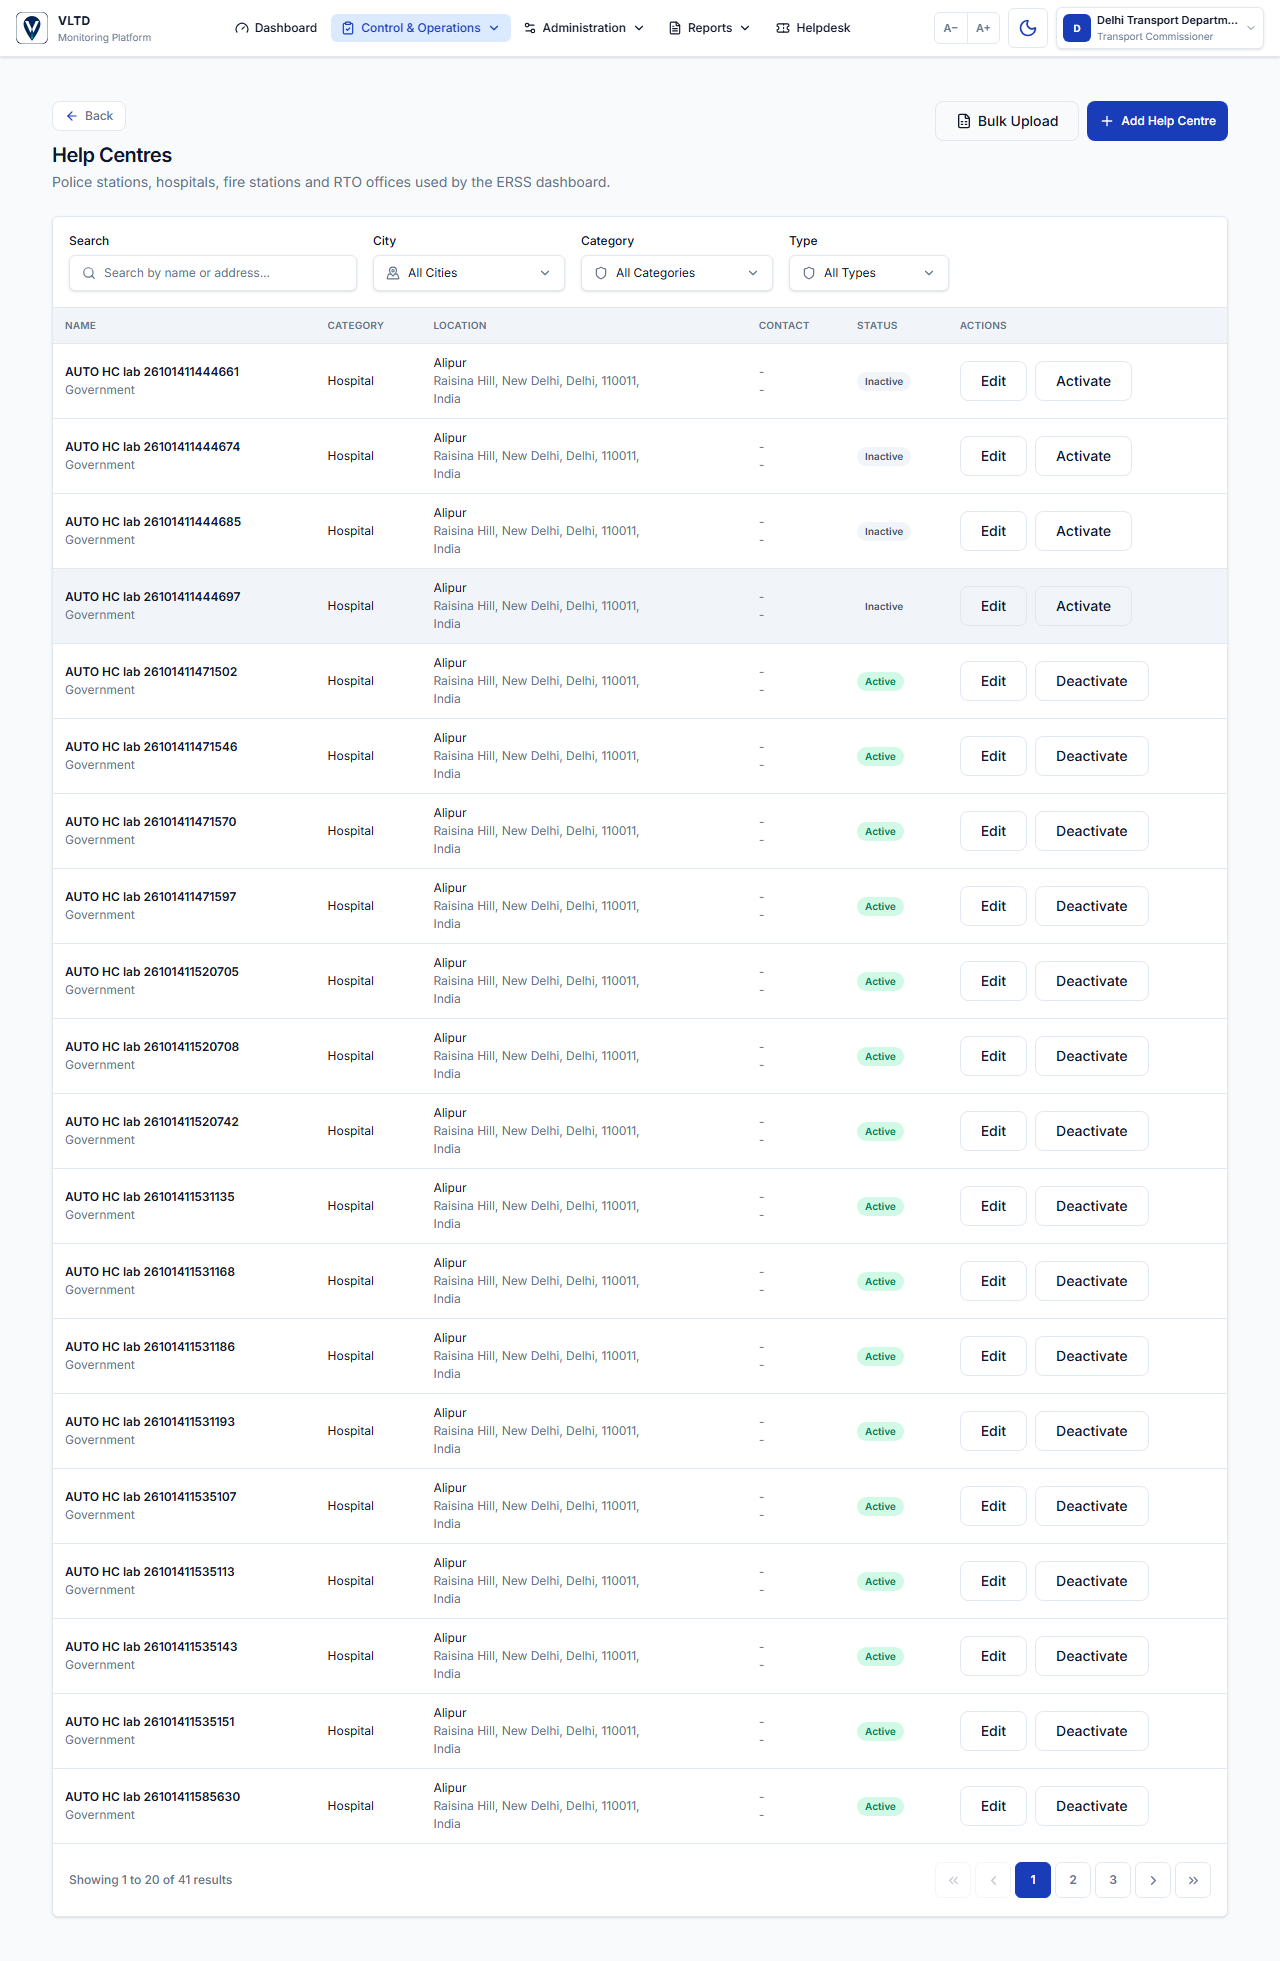 VLTD
Monitoring Platform
Dashboard
Control & Operations
Administration
Reports
Helpdesk
A-
A+
D
Delhi Transport Departm...
Transport Commissioner
Back
Bulk Upload
Add Help Centre
Help Centres
Police stations, hospitals, fire stations and RTO offices used by the ERSS dashboard.
Search
City
Category
Type
Search by name or address...
All Cities
All Categories
All Types
NAME CATEGORY LOCATION CONTACT STATUS ACTIONS
AUTO HC lab 26101411444661
Government
Hospital
Alipur
Raisina Hill, New Delhi, Delhi, 110011,
India
-
-
Inactive
Edit
Activate
AUTO HC lab 26101411444674
Government
Hospital
Alipur
Raisina Hill, New Delhi, Delhi, 110011,
India
-
-
Inactive
Edit
Activate
AUTO HC lab 26101411444685
Government
Hospital
Alipur
Raisina Hill, New Delhi, Delhi, 110011,
India
-
-
Inactive
Edit
Activate
AUTO HC lab 26101411444697
Government
Hospital
Alipur
Raisina Hill, New Delhi, Delhi, 110011,
India
-
-
Inactive
Edit
Activate
AUTO HC lab 26101411471502
Government
Hospital
Alipur
Raisina Hill, New Delhi, Delhi, 110011,
India
-
-
Active
Edit
Deactivate
AUTO HC lab 26101411471546
Government
Hospital
Alipur
Raisina Hill, New Delhi, Delhi, 110011,
India
-
-
Active
Edit
Deactivate
AUTO HC lab 26101411471570
Government
Hospital
Alipur
Raisina Hill, New Delhi, Delhi, 110011,
India
-
-
Active
Edit
Deactivate
AUTO HC lab 26101411471597
Government
Hospital
Alipur
Raisina Hill, New Delhi, Delhi, 110011,
India
-
-
Active
Edit
Deactivate
AUTO HC lab 26101411520705
Government
Hospital
Alipur
Raisina Hill, New Delhi, Delhi, 110011,
India
-
-
Active
Edit
Deactivate
AUTO HC lab 26101411520708
Government
Hospital
Alipur
Raisina Hill, New Delhi, Delhi, 110011,
India
-
-
Active
Edit
Deactivate
AUTO HC lab 26101411520742
Government
Hospital
Alipur
Raisina Hill, New Delhi, Delhi, 110011,
India
-
-
Active
Edit
Deactivate
AUTO HC lab 26101411531135
Government
Hospital
Alipur
Raisina Hill, New Delhi, Delhi, 110011,
India
-
-
Active
Edit
Deactivate
AUTO HC lab 26101411531168
Government
Hospital
Alipur
Raisina Hill, New Delhi, Delhi, 110011,
India
-
-
Active
Edit
Deactivate
AUTO HC lab 26101411531186
Government
Hospital
Alipur
Raisina Hill, New Delhi, Delhi, 110011,
India
-
-
Active
Edit
Deactivate
AUTO HC lab 26101411531193
Government
Hospital
Alipur
Raisina Hill, New Delhi, Delhi, 110011,
India
-
-
Active
Edit
Deactivate
AUTO HC lab 26101411535107
Government
Hospital
Alipur
Raisina Hill, New Delhi, Delhi, 110011,
India
-
-
Active
Edit
Deactivate
AUTO HC lab 26101411535113
Government
Hospital
Alipur
Raisina Hill, New Delhi, Delhi, 110011,
India
-
-
Active
Edit
Deactivate
AUTO HC lab 26101411535143
Government
Hospital
Alipur
Raisina Hill, New Delhi, Delhi, 110011,
India
-
-
Active
Edit
Deactivate
AUTO HC lab 26101411535151
Government
Hospital
Alipur
Raisina Hill, New Delhi, Delhi, 110011,
India
-
-
Active
Edit
Deactivate
AUTO HC lab 26101411585630
Government
Hospital
Alipur
Raisina Hill, New Delhi, Delhi, 110011,
India
-
-
Active
Edit
Deactivate
Showing 1 to 20 of 41 results
« ‹ 1 2 3 › »